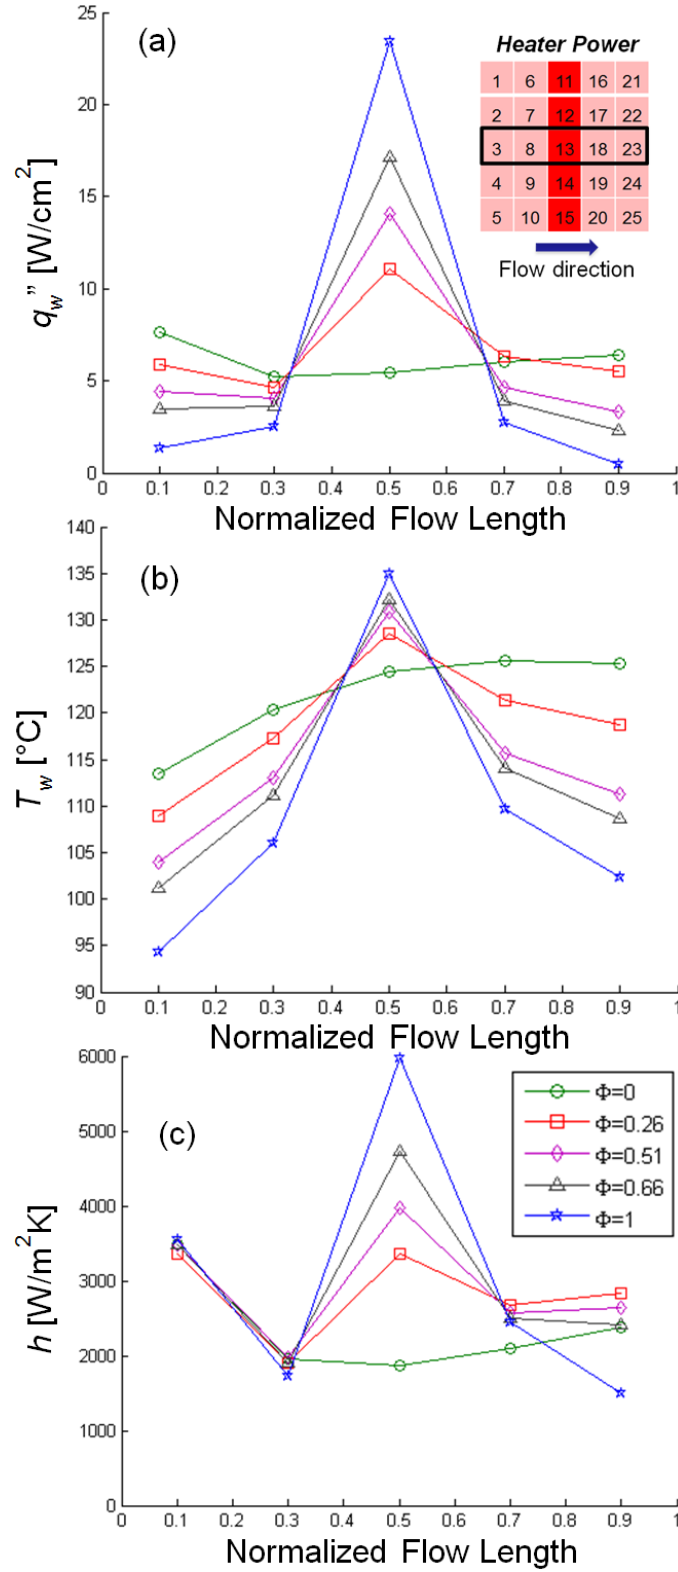 (a)
Heater Power
1 6 11 16 21
2 7 12 17 22
3 8 13 18 23
4 9 14 19 24
5 10 15 20 25
Flow direction
25
20
15
10
5
0
q_w" [W/cm²]
0 0.1 0.2 0.3 0.4 0.5 0.6 0.7 0.8 0.9 1
Normalized Flow Length
(b)
140
135
130
125
120
115
110
105
100
95
90
T_w [°C]
0 0.1 0.2 0.3 0.4 0.5 0.6 0.7 0.8 0.9 1
Normalized Flow Length
(c)
6000
5000
4000
3000
2000
1000
0
h [W/m²K]
Φ=0
Φ=0.26
Φ=0.51
Φ=0.66
Φ=1
0 0.1 0.2 0.3 0.4 0.5 0.6 0.7 0.8 0.9 1
Normalized Flow Length